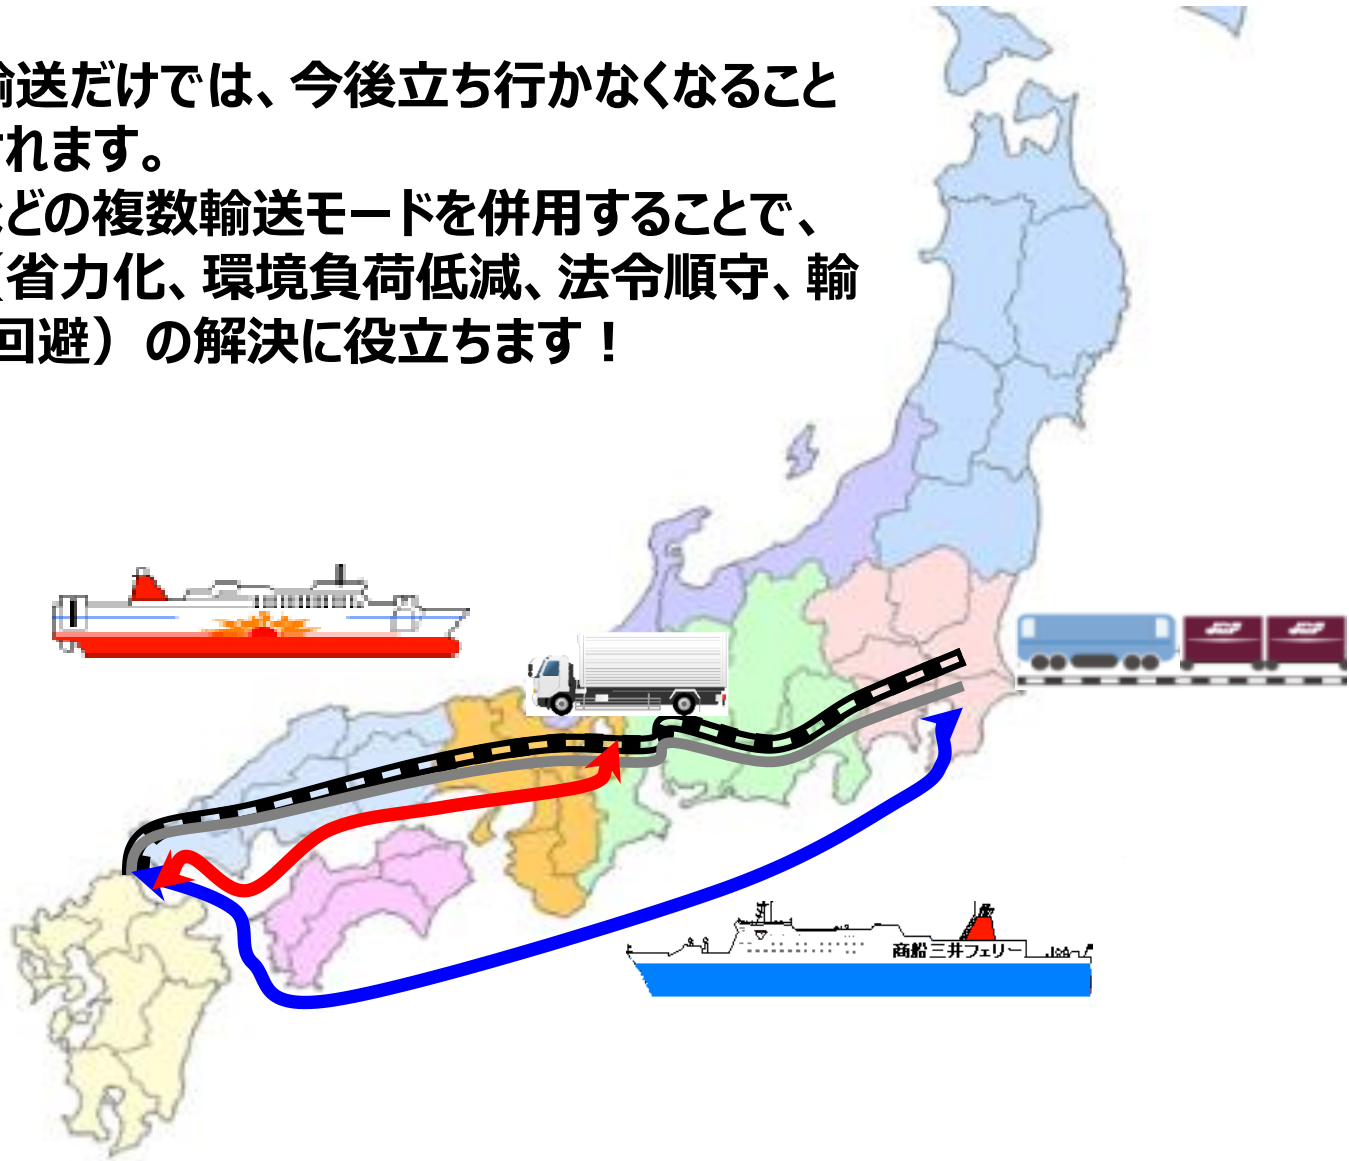 輸送だけでは、今後立ち行かなくなること
されます。
などの複数輸送モードを併用することで、
（省力化、環境負荷低減、法令順守、輸
回避）の解決に役立ちます！
商船三井フェリー